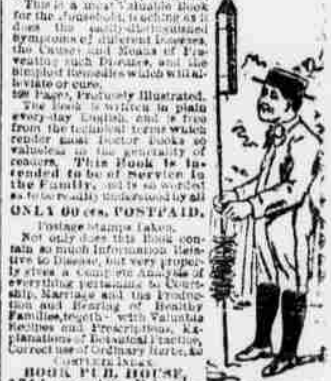 This is a most Valuable Book
for the Household, teaching as it
does the easily-distinguished
Symptoms of different Diseases,
the Causes and Means of Pre-
venting such Diseases, and the
Simplest Remedies which will al-
leviate or cure.
598 Pages, Profusely Illustrated.
The Book is written in plain
every-day English, and is free
from the technical terms which
render most Doctor Books so
valueless to the generality of
readers. This Book is in-
tended to be of Service in
the Family, and is so worded
as to be readily understood by all
ONLY 60 cts. POSTPAID.
Postage Stamps Taken.
Not only does this Book con-
tain so much Information Rela-
tive to Disease, but very proper-
ly gives a Complete Analysis of
everything pertaining to Court-
ship, Marriage and the Produc-
tion and Rearing of Healthy
Families, together with Valuable
Recipes and Prescriptions, Ex-
planations of Botanical Practice,
Correct use of Ordinary Herbs, &c
COMPLETE INDEX.
BOOK PUB. HOUSE,